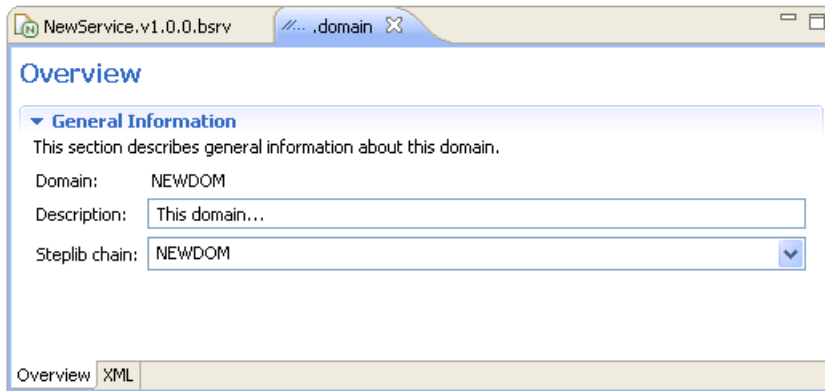 NewService.v1.0.0.bsrv
//... .domain
Overview
General Information
This section describes general information about this domain.
Domain: NEWDOM
Description: This domain...
Steplib chain: NEWDOM
Overview XML